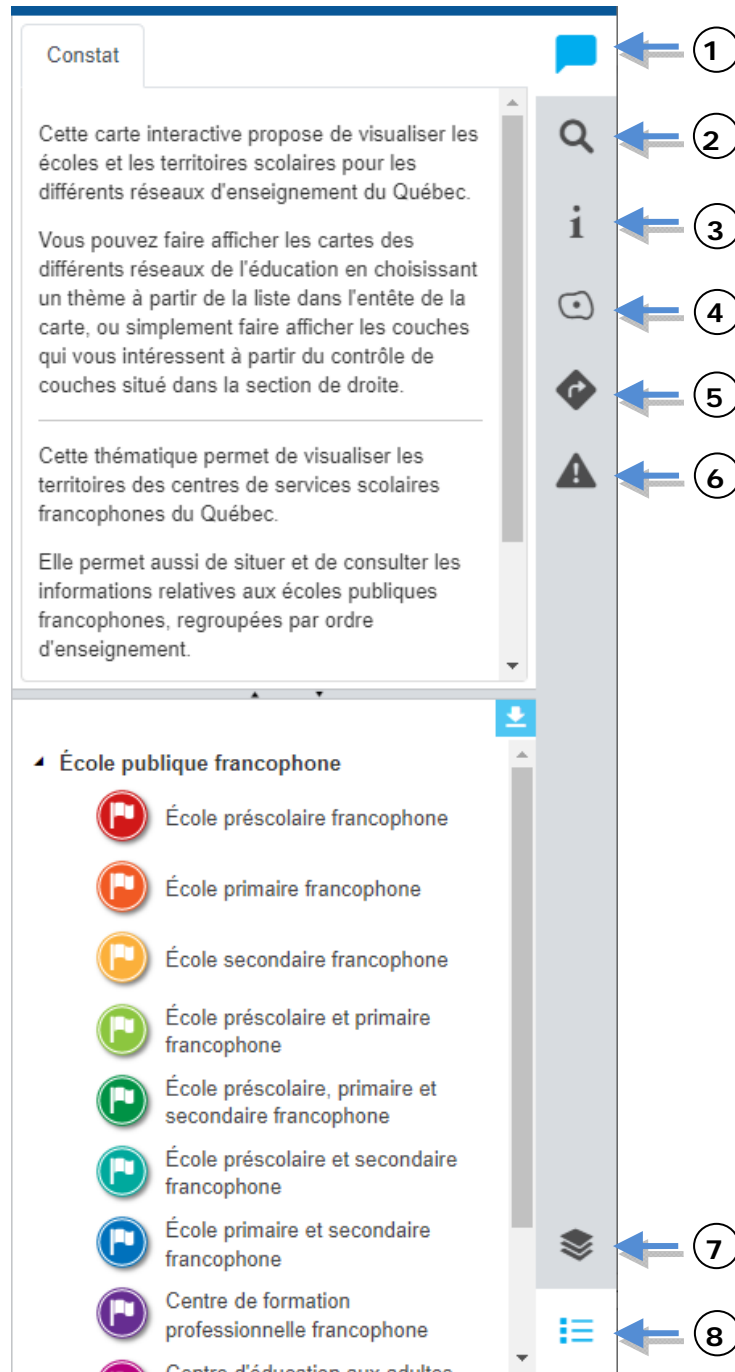 Constat
1
Cette carte interactive propose de visualiser les
écoles et les territoires scolaires pour les
différents réseaux d'enseignement du Québec.
2
Vous pouvez faire afficher les cartes des
différents réseaux de l'éducation en choisissant
un thème à partir de la liste dans l'entête de la
carte, ou simplement faire afficher les couches
qui vous intéressent à partir du contrôle de
couches situé dans la section de droite.
3
4
5
Cette thématique permet de visualiser les
territoires des centres de services scolaires
francophones du Québec.
6
Elle permet aussi de situer et de consulter les
informations relatives aux écoles publiques
francophones, regroupées par ordre
d'enseignement.
École publique francophone
École préscolaire francophone
École primaire francophone
École secondaire francophone
École préscolaire et primaire
francophone
École préscolaire, primaire et
secondaire francophone
École préscolaire et secondaire
francophone
École primaire et secondaire
francophone
7
Centre de formation
professionnelle francophone
8
Centre d'éducation aux adultes